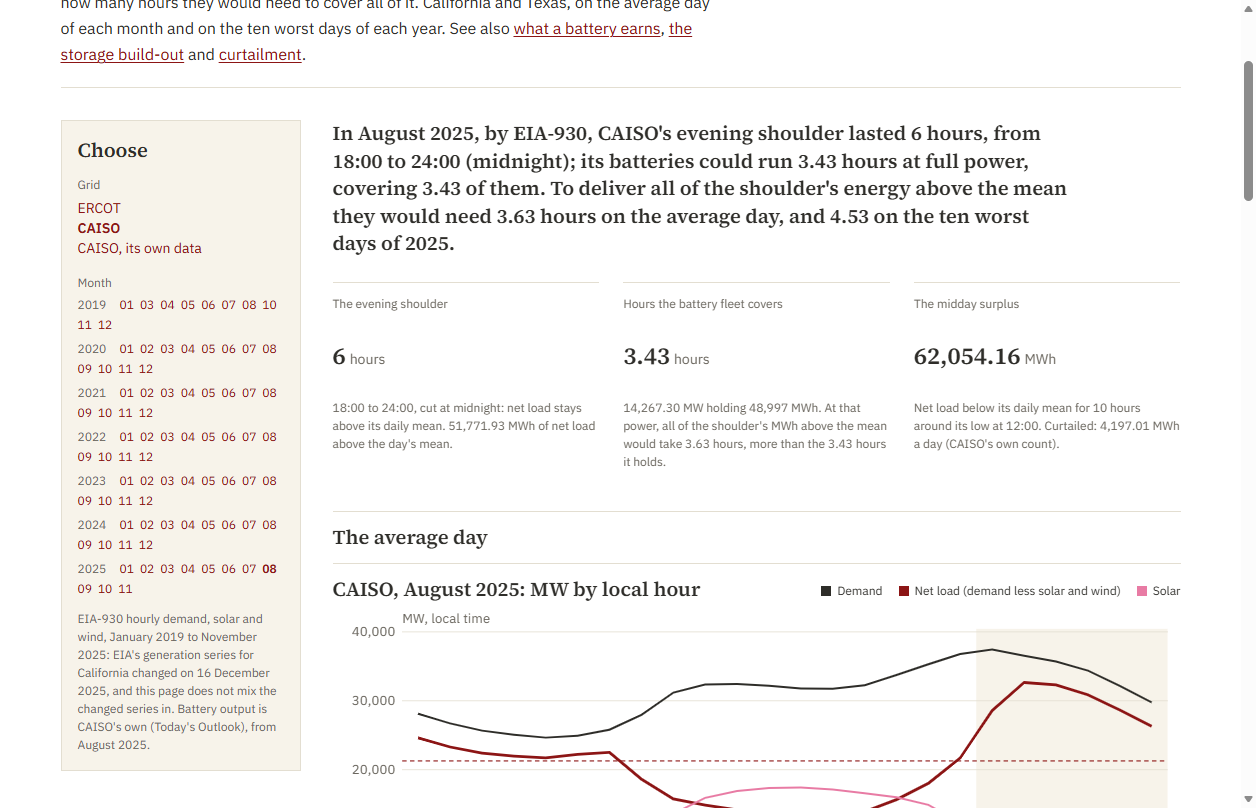 how many hours they would need to cover all of it. California and Texas, on the average day
of each month and on the ten worst days of each year. See also what a battery earns, the
storage build-out and curtailment.
Choose
Grid
ERCOT
CAISO
CAISO, its own data
Month
2019 01 03 04 05 06 07 08 10
11 12
2020 01 02 03 04 05 06 07 08
09 10 11 12
2021 01 02 03 04 05 06 07 08
09 10 11 12
2022 01 02 03 04 05 06 07 08
09 10 11 12
2023 01 02 03 04 05 06 07 08
09 10 11 12
2024 01 02 03 04 05 06 07 08
09 10 11 12
2025 01 02 03 04 05 06 07 08
09 10 11
EIA-930 hourly demand, solar and
wind, January 2019 to November
2025: EIA's generation series for
California changed on 16 December
2025, and this page does not mix the
changed series in. Battery output is
CAISO's own (Today's Outlook), from
August 2025.
In August 2025, by EIA-930, CAISO's evening shoulder lasted 6 hours, from
18:00 to 24:00 (midnight); its batteries could run 3.43 hours at full power,
covering 3.43 of them. To deliver all of the shoulder's energy above the mean
they would need 3.63 hours on the average day, and 4.53 on the ten worst
days of 2025.
The evening shoulder
6 hours
18:00 to 24:00, cut at midnight: net load stays
above its daily mean. 51,771.93 MWh of net load
above the day's mean.
Hours the battery fleet covers
3.43 hours
14,267.30 MW holding 48,997 MWh. At that
power, all of the shoulder's MWh above the mean
would take 3.63 hours, more than the 3.43 hours
it holds.
The midday surplus
62,054.16 MWh
Net load below its daily mean for 10 hours
around its low at 12:00. Curtailed: 4,197.01 MWh
a day (CAISO's own count).
The average day
CAISO, August 2025: MW by local hour
Demand
Net load (demand less solar and wind)
Solar
MW, local time
40,000
30,000
20,000